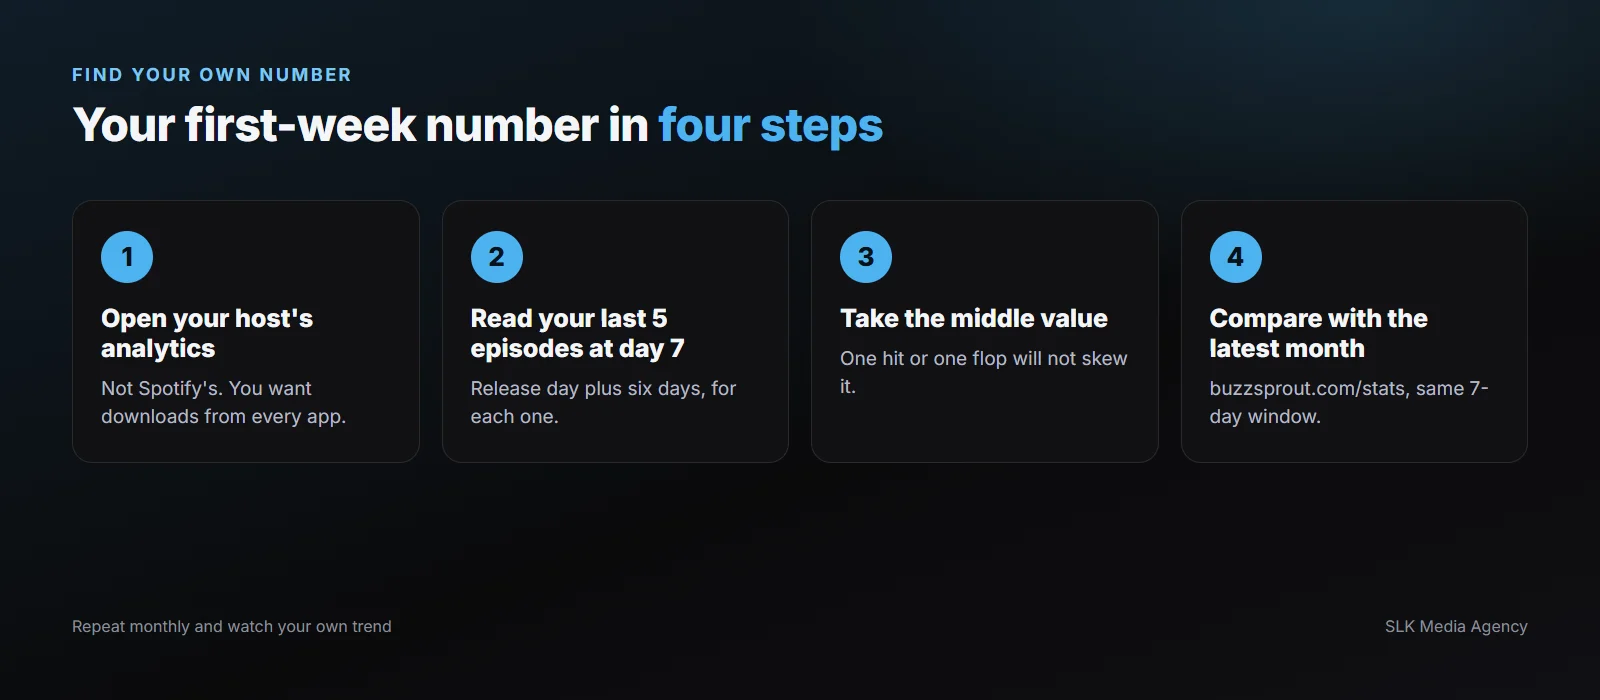 FIND YOUR OWN NUMBER
Your first-week number in four steps
1
Open your host's
analytics
Not Spotify's. You want
downloads from every app.
2
Read your last 5
episodes at day 7
Release day plus six days, for
each one.
3
Take the middle value
One hit or one flop will not skew
it.
4
Compare with the
latest month
buzzsprout.com/stats, same 7-
day window.
Repeat monthly and watch your own trend
SLK Media Agency